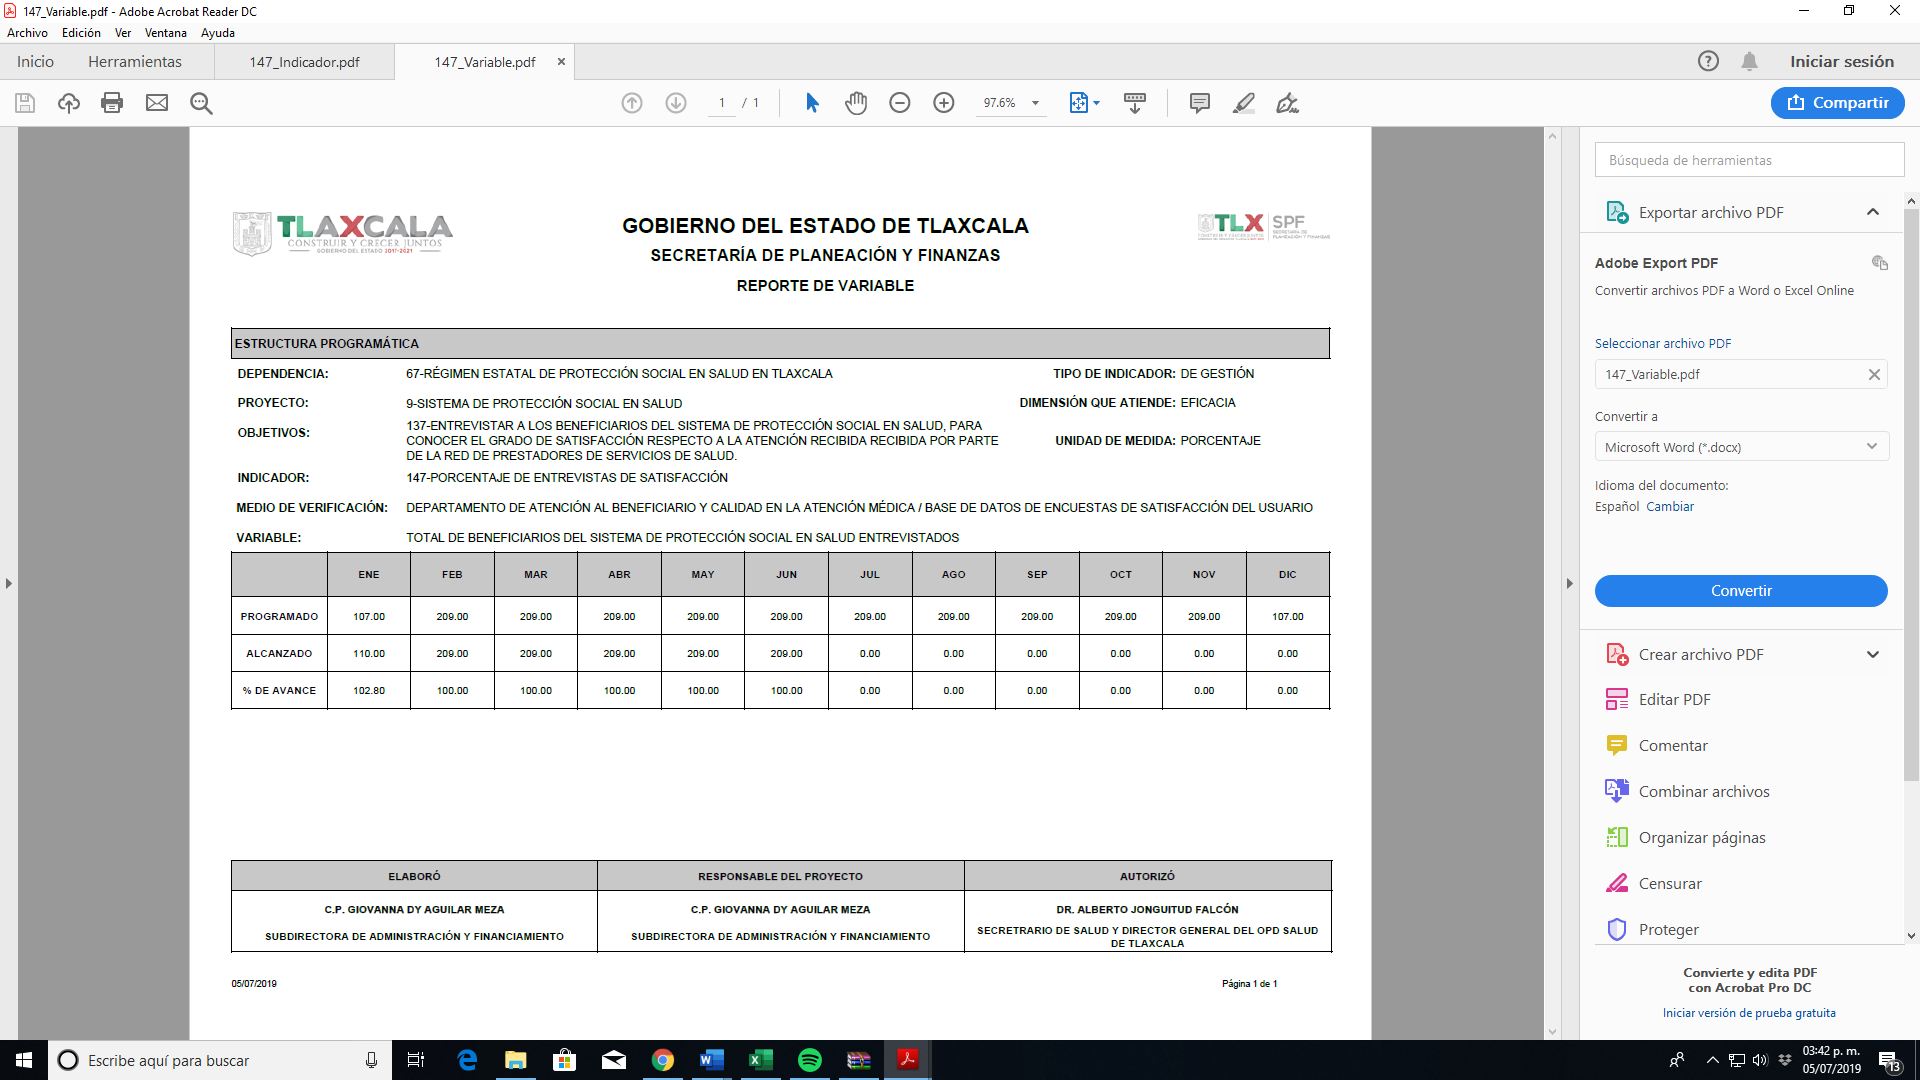 147_Variable.pdf - Adobe Acrobat Reader DC
Archivo Edición Ver Ventana Ayuda
Inicio Herramientas 147_Indicador.pdf 147_Variable.pdf × Iniciar sesión
1 / 1 97.6% Compartir
TLAXCALA
CONSTRUIR Y CRECER JUNTOS
GOBIERNO DEL ESTADO 2017-2021
TLX SPF
GOBIERNO DEL ESTADO DE TLAXCALA
SECRETARÍA DE PLANEACIÓN Y FINANZAS
REPORTE DE VARIABLE
ESTRUCTURA PROGRAMÁTICA
DEPENDENCIA: 67-RÉGIMEN ESTATAL DE PROTECCIÓN SOCIAL EN SALUD EN TLAXCALA TIPO DE INDICADOR: DE GESTIÓN
PROYECTO: 9-SISTEMA DE PROTECCIÓN SOCIAL EN SALUD DIMENSIÓN QUE ATIENDE: EFICACIA
OBJETIVOS: 137-ENTREVISTAR A LOS BENEFICIARIOS DEL SISTEMA DE PROTECCIÓN SOCIAL EN SALUD, PARA
CONOCER EL GRADO DE SATISFACCIÓN RESPECTO A LA ATENCIÓN RECIBIDA RECIBIDA POR PARTE UNIDAD DE MEDIDA: PORCENTAJE
DE LA RED DE PRESTADORES DE SERVICIOS DE SALUD.
INDICADOR: 147-PORCENTAJE DE ENTREVISTAS DE SATISFACCIÓN
MEDIO DE VERIFICACIÓN: DEPARTAMENTO DE ATENCIÓN AL BENEFICIARIO Y CALIDAD EN LA ATENCIÓN MÉDICA / BASE DE DATOS DE ENCUESTAS DE SATISFACCIÓN DEL USUARIO
VARIABLE: TOTAL DE BENEFICIARIOS DEL SISTEMA DE PROTECCIÓN SOCIAL EN SALUD ENTREVISTADOS
ENE FEB MAR ABR MAY JUN JUL AGO SEP OCT NOV DIC
PROGRAMADO 107.00 209.00 209.00 209.00 209.00 209.00 209.00 209.00 209.00 209.00 209.00 107.00
ALCANZADO 110.00 209.00 209.00 209.00 209.00 209.00 0.00 0.00 0.00 0.00 0.00 0.00
% DE AVANCE 102.80 100.00 100.00 100.00 100.00 100.00 0.00 0.00 0.00 0.00 0.00 0.00
ELABORÓ RESPONSABLE DEL PROYECTO AUTORIZÓ
C.P. GIOVANNA DY AGUILAR MEZA C.P. GIOVANNA DY AGUILAR MEZA DR. ALBERTO JONGUITUD FALCÓN
SUBDIRECTORA DE ADMINISTRACIÓN Y FINANCIAMIENTO SUBDIRECTORA DE ADMINISTRACIÓN Y FINANCIAMIENTO SECRETRARIO DE SALUD Y DIRECTOR GENERAL DEL OPD SALUD
DE TLAXCALA
05/07/2019 Página 1 de 1
Búsqueda de herramientas
Exportar archivo PDF
Adobe Export PDF
Convertir archivos PDF a Word o Excel Online
Seleccionar archivo PDF
147_Variable.pdf
Convertir a
Microsoft Word (*.docx)
Idioma del documento:
Español Cambiar
Convertir
Crear archivo PDF
Editar PDF
Comentar
Combinar archivos
Organizar páginas
Censurar
Proteger
Convierte y edita PDF
con Acrobat Pro DC
Iniciar versión de prueba gratuita
Escribe aquí para buscar
03:42 p. m.
05/07/2019
13